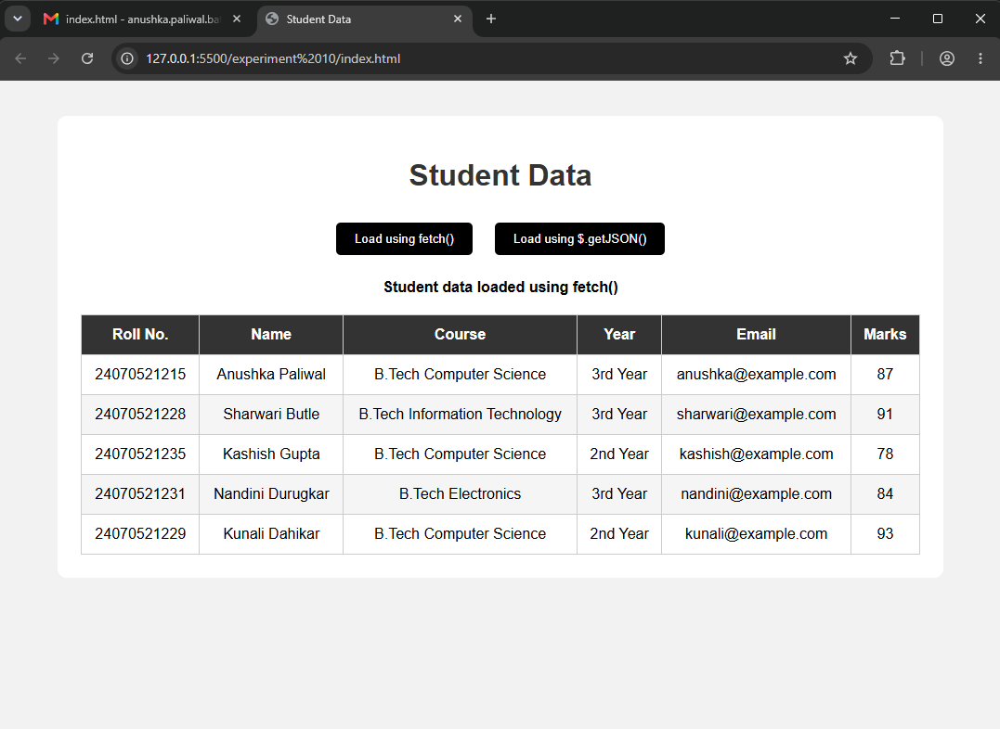 index.html - anushka.paliwal.ba
Student Data
127.0.0.1:5500/experiment%2010/index.html
Student Data
Load using fetch() Load using $.getJSON()
Student data loaded using fetch()
Roll No. Name Course Year Email Marks
24070521215 Anushka Paliwal B.Tech Computer Science 3rd Year anushka@example.com 87
24070521228 Sharwari Butle B.Tech Information Technology 3rd Year sharwari@example.com 91
24070521235 Kashish Gupta B.Tech Computer Science 2nd Year kashish@example.com 78
24070521231 Nandini Durugkar B.Tech Electronics 3rd Year nandini@example.com 84
24070521229 Kunali Dahikar B.Tech Computer Science 2nd Year kunali@example.com 93